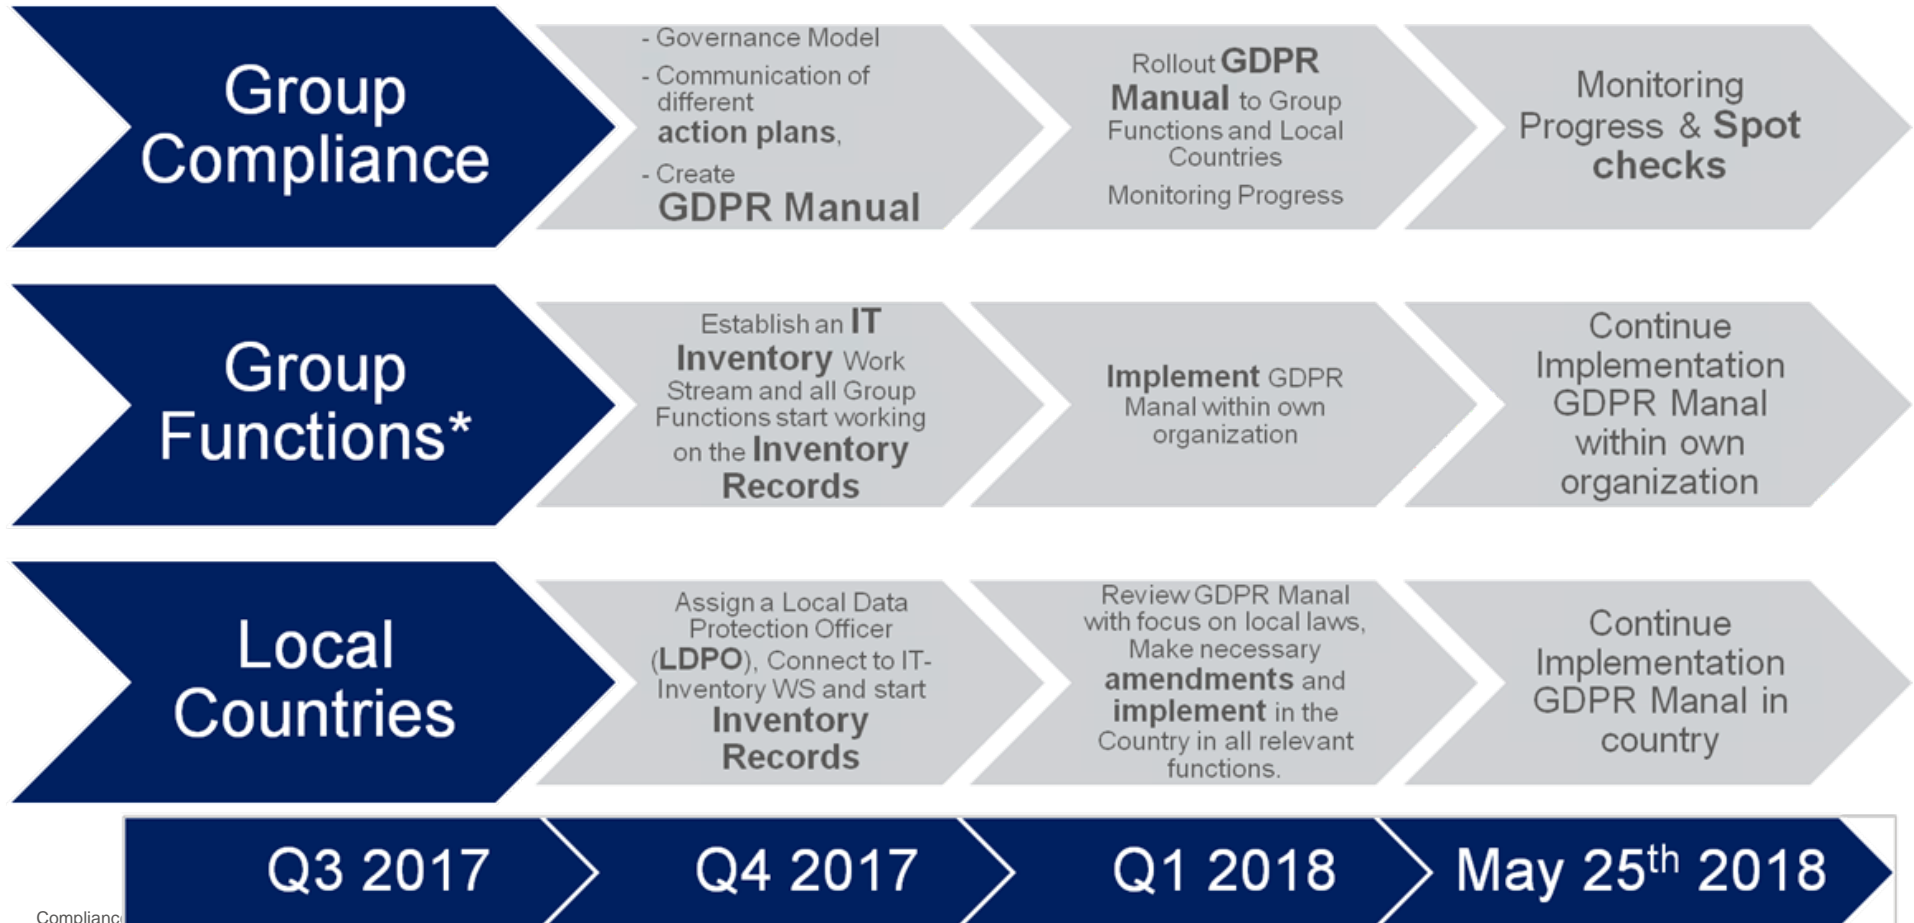 Group
Compliance
- Governance Model
- Communication of
different
action plans,
- Create
GDPR Manual
Rollout GDPR
Manual to Group
Functions and Local
Countries
Monitoring Progress
Monitoring
Progress & Spot
checks
Group
Functions*
Establish an IT
Inventory Work
Stream and all Group
Functions start working
on the Inventory
Records
Implement GDPR
Manal within own
organization
Continue
Implementation
GDPR Manal
within own
organization
Local
Countries
Assign a Local Data
Protection Officer
(LDPO), Connect to IT-
Inventory WS and start
Inventory
Records
Review GDPR Manal
with focus on local laws,
Make necessary
amendments and
implement in the
Country in all relevant
functions.
Continue
Implementation
GDPR Manal in
country
Q3 2017
Q4 2017
Q1 2018
May 25th 2018